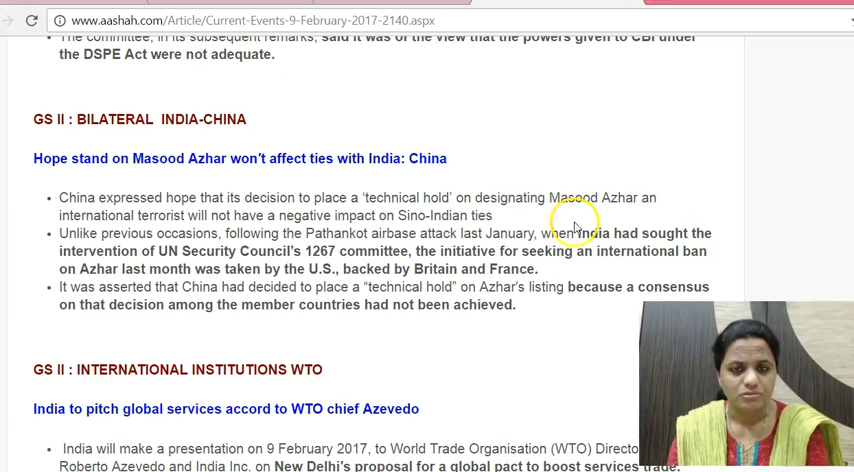 www.aashah.com/Article/Current-Events-9-February-2017-2140.aspx
The committee, in its subsequent remarks, said it was of the view that the powers given to CBI under
the DSPE Act were not adequate.
GS II : BILATERAL INDIA-CHINA
Hope stand on Masood Azhar won't affect ties with India: China
• China expressed hope that its decision to place a ‘technical hold’ on designating Masood Azhar an
international terrorist will not have a negative impact on Sino-Indian ties
• Unlike previous occasions, following the Pathankot airbase attack last January, when India had sought the
intervention of UN Security Council's 1267 committee, the initiative for seeking an international ban
on Azhar last month was taken by the U.S., backed by Britain and France.
• It was asserted that China had decided to place a “technical hold” on Azhar's listing because a consensus
on that decision among the member countries had not been achieved.
GS II : INTERNATIONAL INSTITUTIONS WTO
India to pitch global services accord to WTO chief Azevedo
• India will make a presentation on 9 February 2017, to World Trade Organisation (WTO) Directo
Roberto Azevedo and India Inc. on New Delhi's proposal for a global pact to boost services trade.